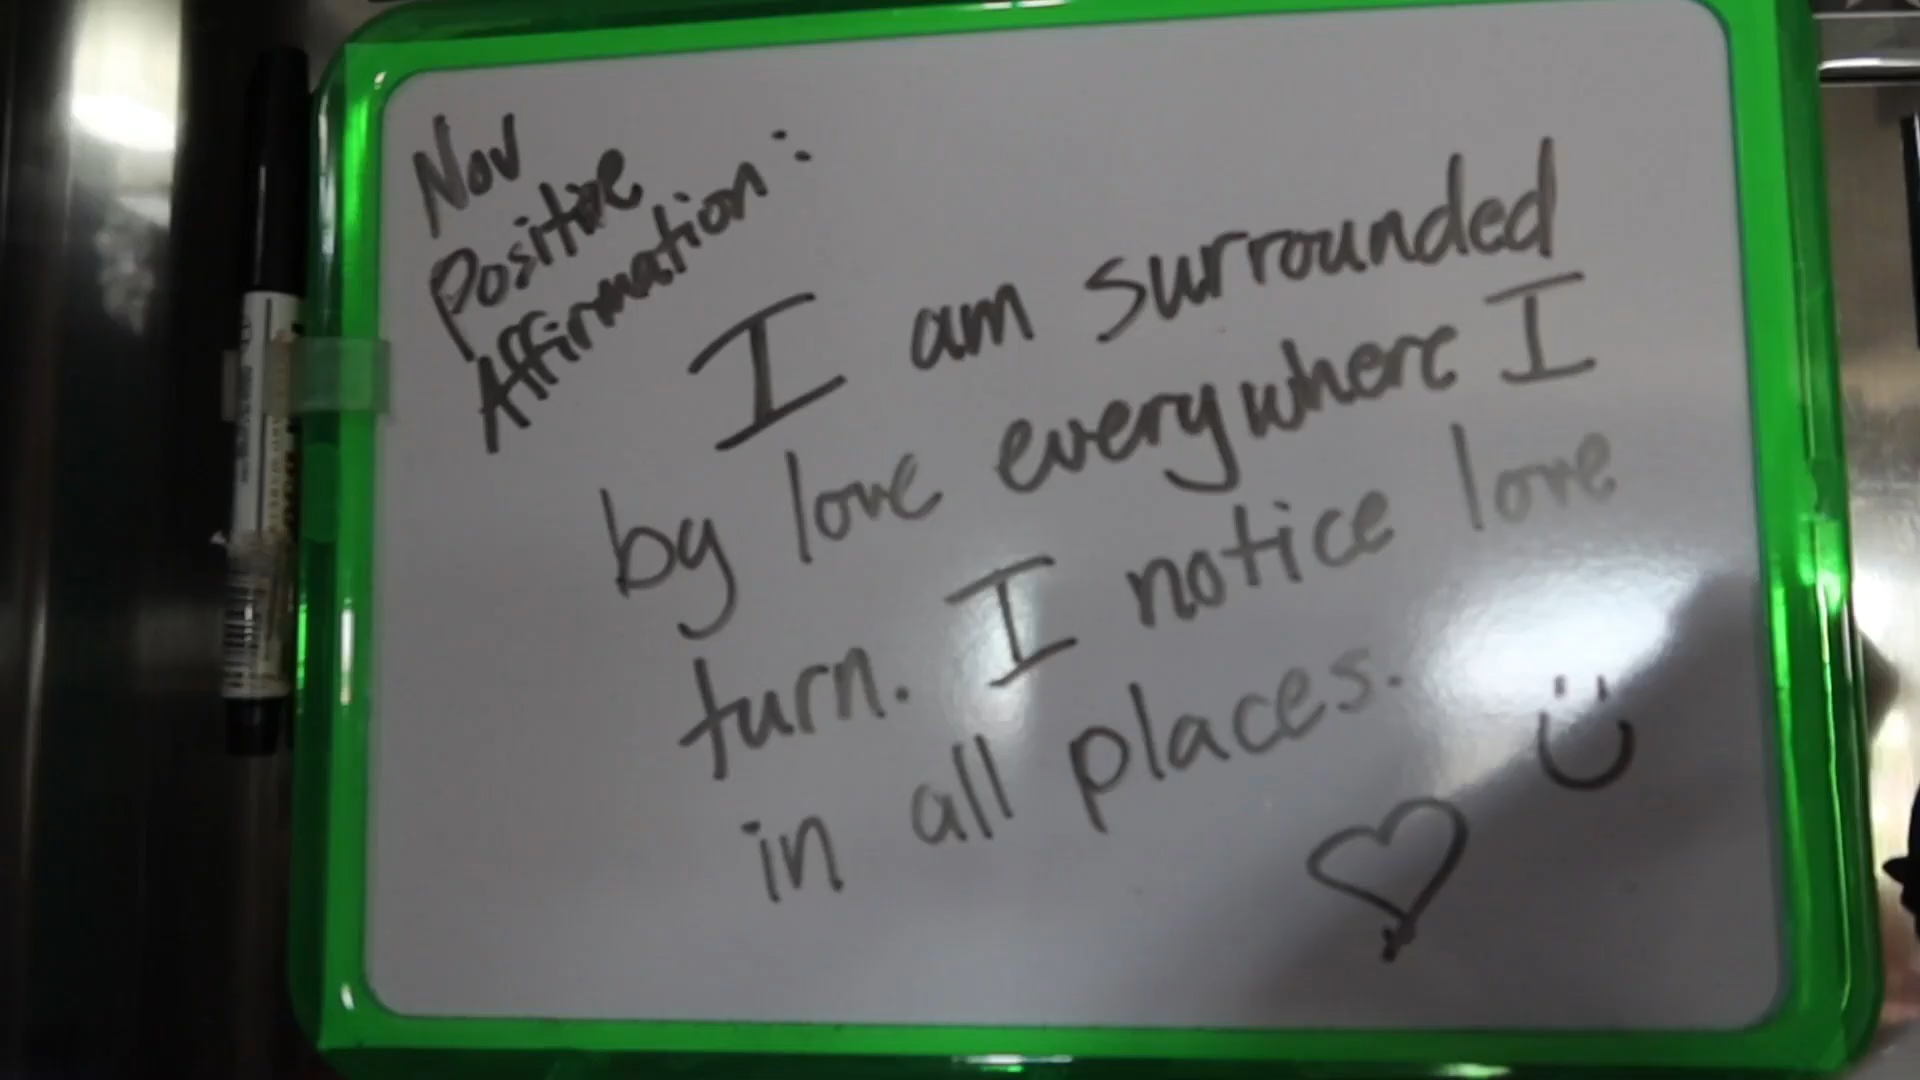 Nov
Positive
Affirmation:
I am surrounded
by love everywhere I
turn. I notice love
in all places.